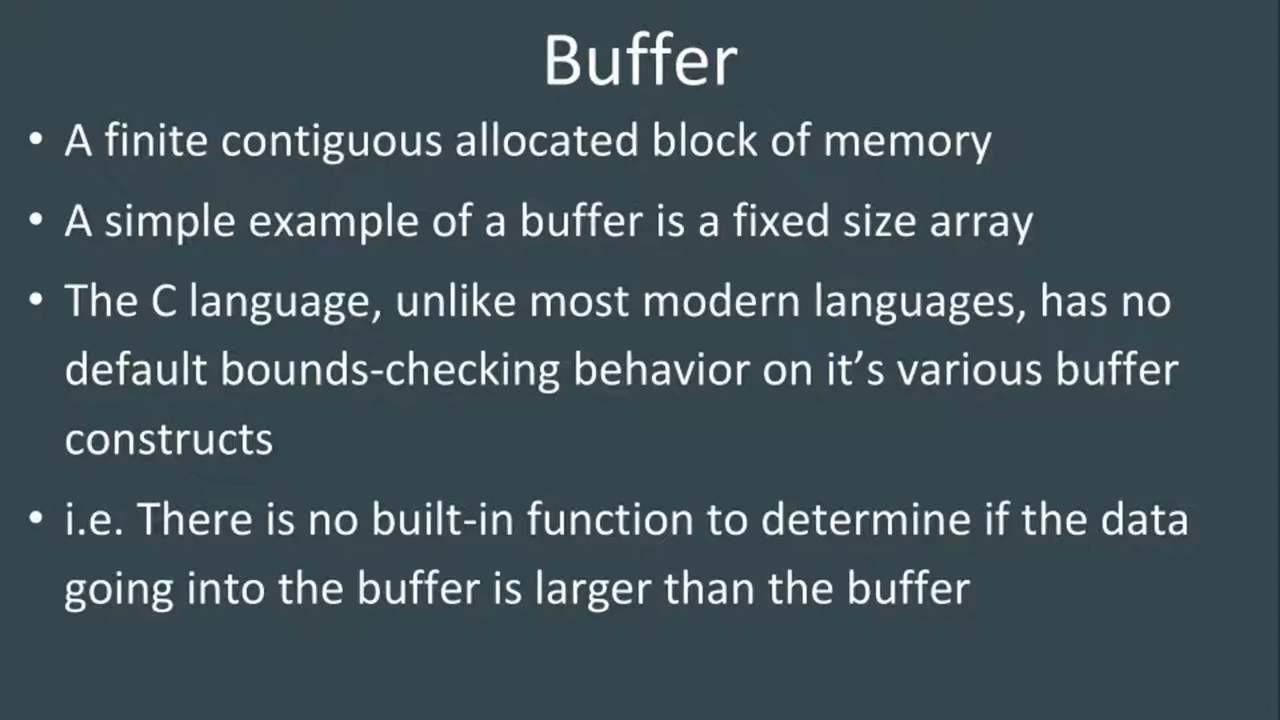 Buffer
• A finite contiguous allocated block of memory
• A simple example of a buffer is a fixed size array
• The C language, unlike most modern languages, has no
default bounds-checking behavior on it’s various buffer
constructs
• i.e. There is no built-in function to determine if the data
going into the buffer is larger than the buffer